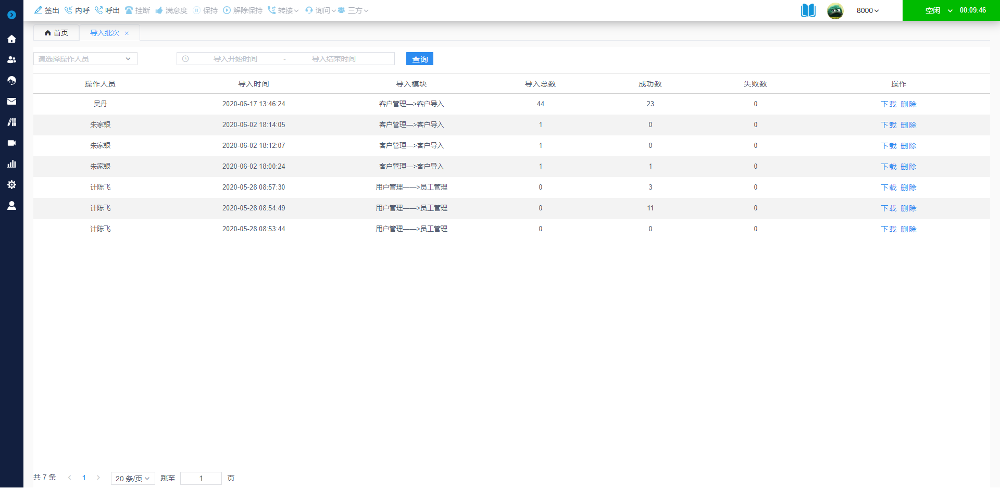 签出 内呼 呼出 挂断 满意度 保持 解除保持 转接 询问 三方 8000 空闲 00:09:46
首页 导入批次 ×
请选择操作人员 导入开始时间 - 导入结束时间 查询
操作人员 导入时间 导入模块 导入总数 成功数 失败数 操作
吴丹 2020-06-17 13:46:24 客户管理—>客户导入 44 23 0 下载 删除
朱家银 2020-06-02 18:14:05 客户管理—>客户导入 1 0 0 下载 删除
朱家银 2020-06-02 18:12:07 客户管理—>客户导入 1 0 0 下载 删除
朱家银 2020-06-02 18:00:24 客户管理—>客户导入 1 1 0 下载 删除
计陈飞 2020-05-28 08:57:30 用户管理——>员工管理 0 3 0 下载 删除
计陈飞 2020-05-28 08:54:49 用户管理——>员工管理 0 11 0 下载 删除
计陈飞 2020-05-28 08:53:44 用户管理——>员工管理 0 0 0 下载 删除
共 7 条 < 1 > 20 条/页 跳至 1 页